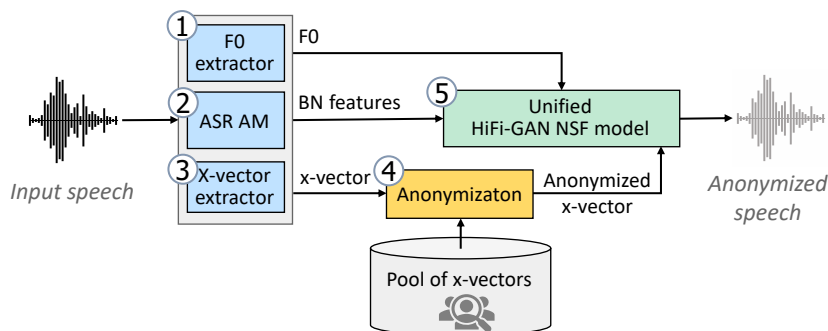 1
F0
extractor
F0
2
ASR AM
BN features
5
Unified
HiFi-GAN NSF model
3
X-vector
extractor
x-vector
4
Anonymizaton
Anonymized
x-vector
Input speech
Anonymized
speech
Pool of x-vectors